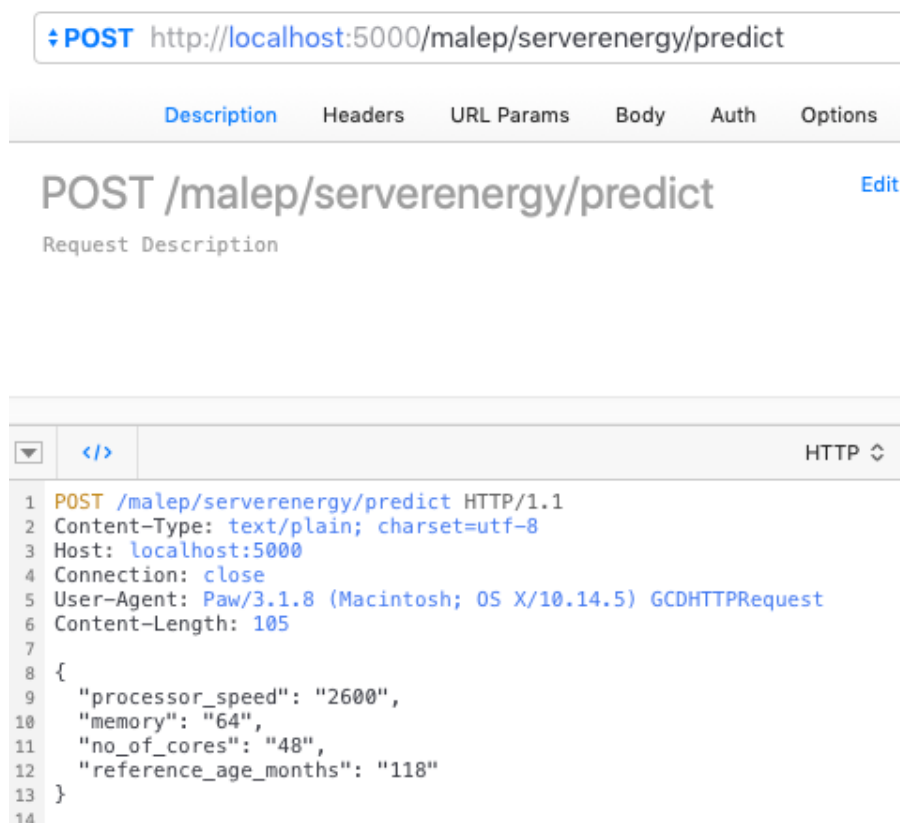 POST http://localhost:5000/malep/serverenergy/predict
Description Headers URL Params Body Auth Options
POST /malep/serverenergy/predict Edit
Request Description
</> HTTP
1 POST /malep/serverenergy/predict HTTP/1.1
2 Content-Type: text/plain; charset=utf-8
3 Host: localhost:5000
4 Connection: close
5 User-Agent: Paw/3.1.8 (Macintosh; OS X/10.14.5) GCDHTTPRequest
6 Content-Length: 105
7
8 {
9 "processor_speed": "2600",
10 "memory": "64",
11 "no_of_cores": "48",
12 "reference_age_months": "118"
13 }
14